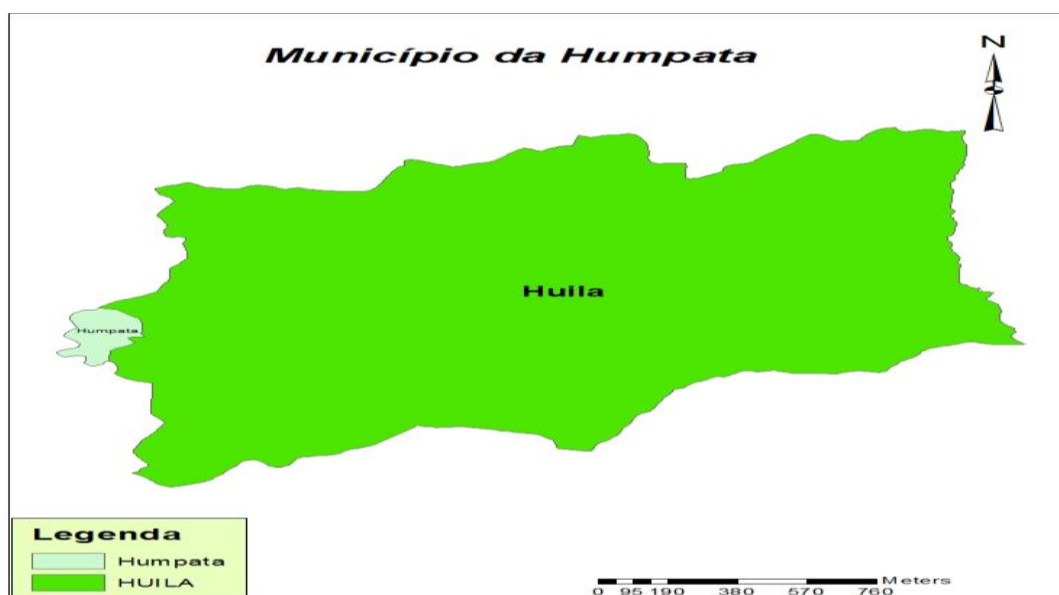 Município da Humpata
N
Huila
Humpata
Legenda
Humpata
HUILA
Meters
0 95 190 380 570 760